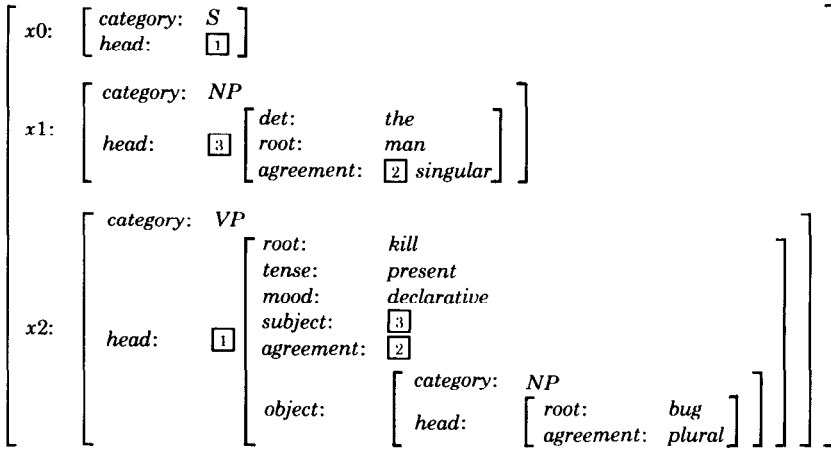 x0: category: S
head: 1
x1: category: NP
head: 3 det: the
root: man
agreement: 2 singular
x2: category: VP
head: 1 root: kill
tense: present
mood: declarative
subject: 3
agreement: 2
object: category: NP
head: root: bug
agreement: plural